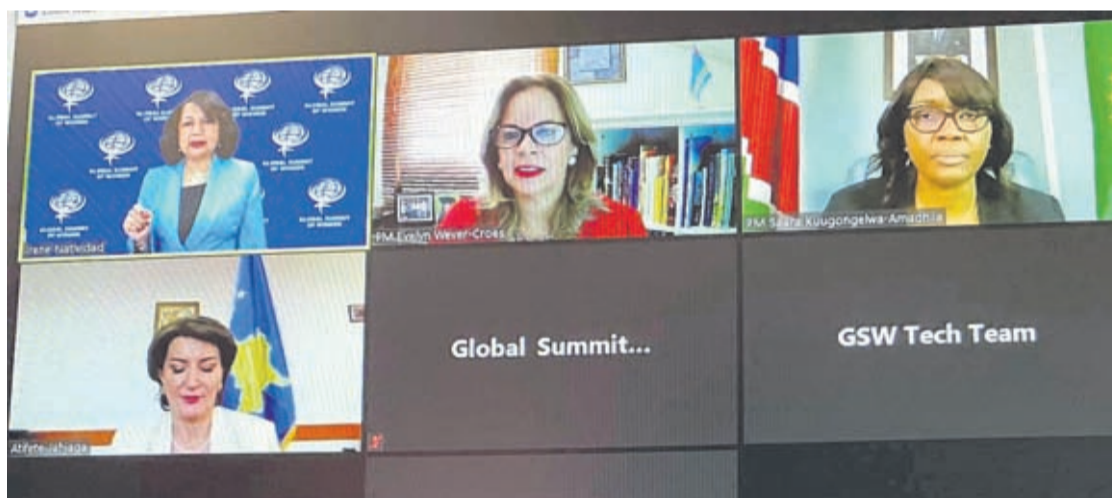 GLOBAL SUMMIT
OF WOMEN
Irene Natividad
PM Evelyn Wever-Croes
PM Saara Kuugongelwa-Amadhila
Atifete Jahjaga
Global Summit...
GSW Tech Team